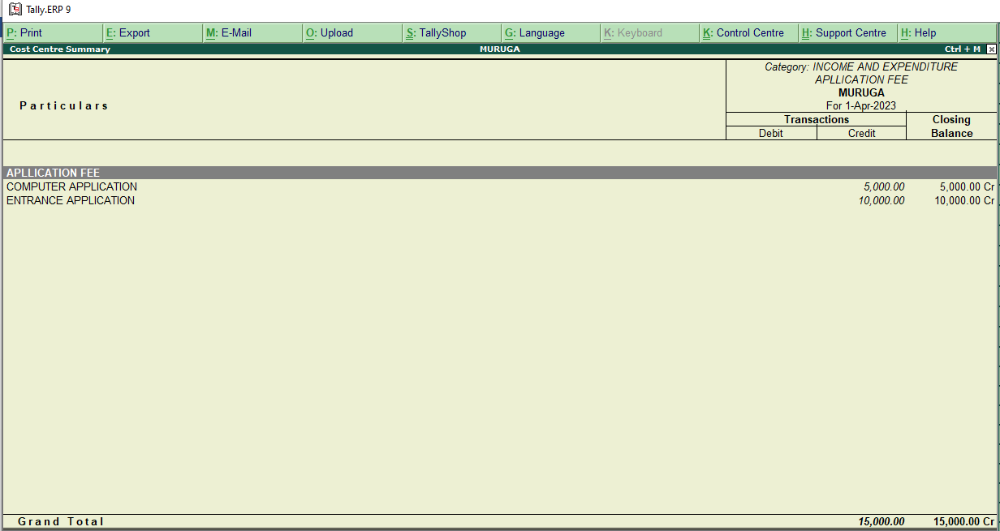 Tally.ERP 9
P: Print E: Export M: E-Mail O: Upload S: TallyShop G: Language K: Keyboard K: Control Centre H: Support Centre H: Help
Cost Centre Summary MURUGA Ctrl + M
Category: INCOME AND EXPENDITURE
APLLICATION FEE
MURUGA
Particulars For 1-Apr-2023
Transactions Closing
Debit Credit Balance
APLLICATION FEE
COMPUTER APPLICATION 5,000.00 5,000.00 Cr
ENTRANCE APPLICATION 10,000.00 10,000.00 Cr
Grand Total 15,000.00 15,000.00 Cr